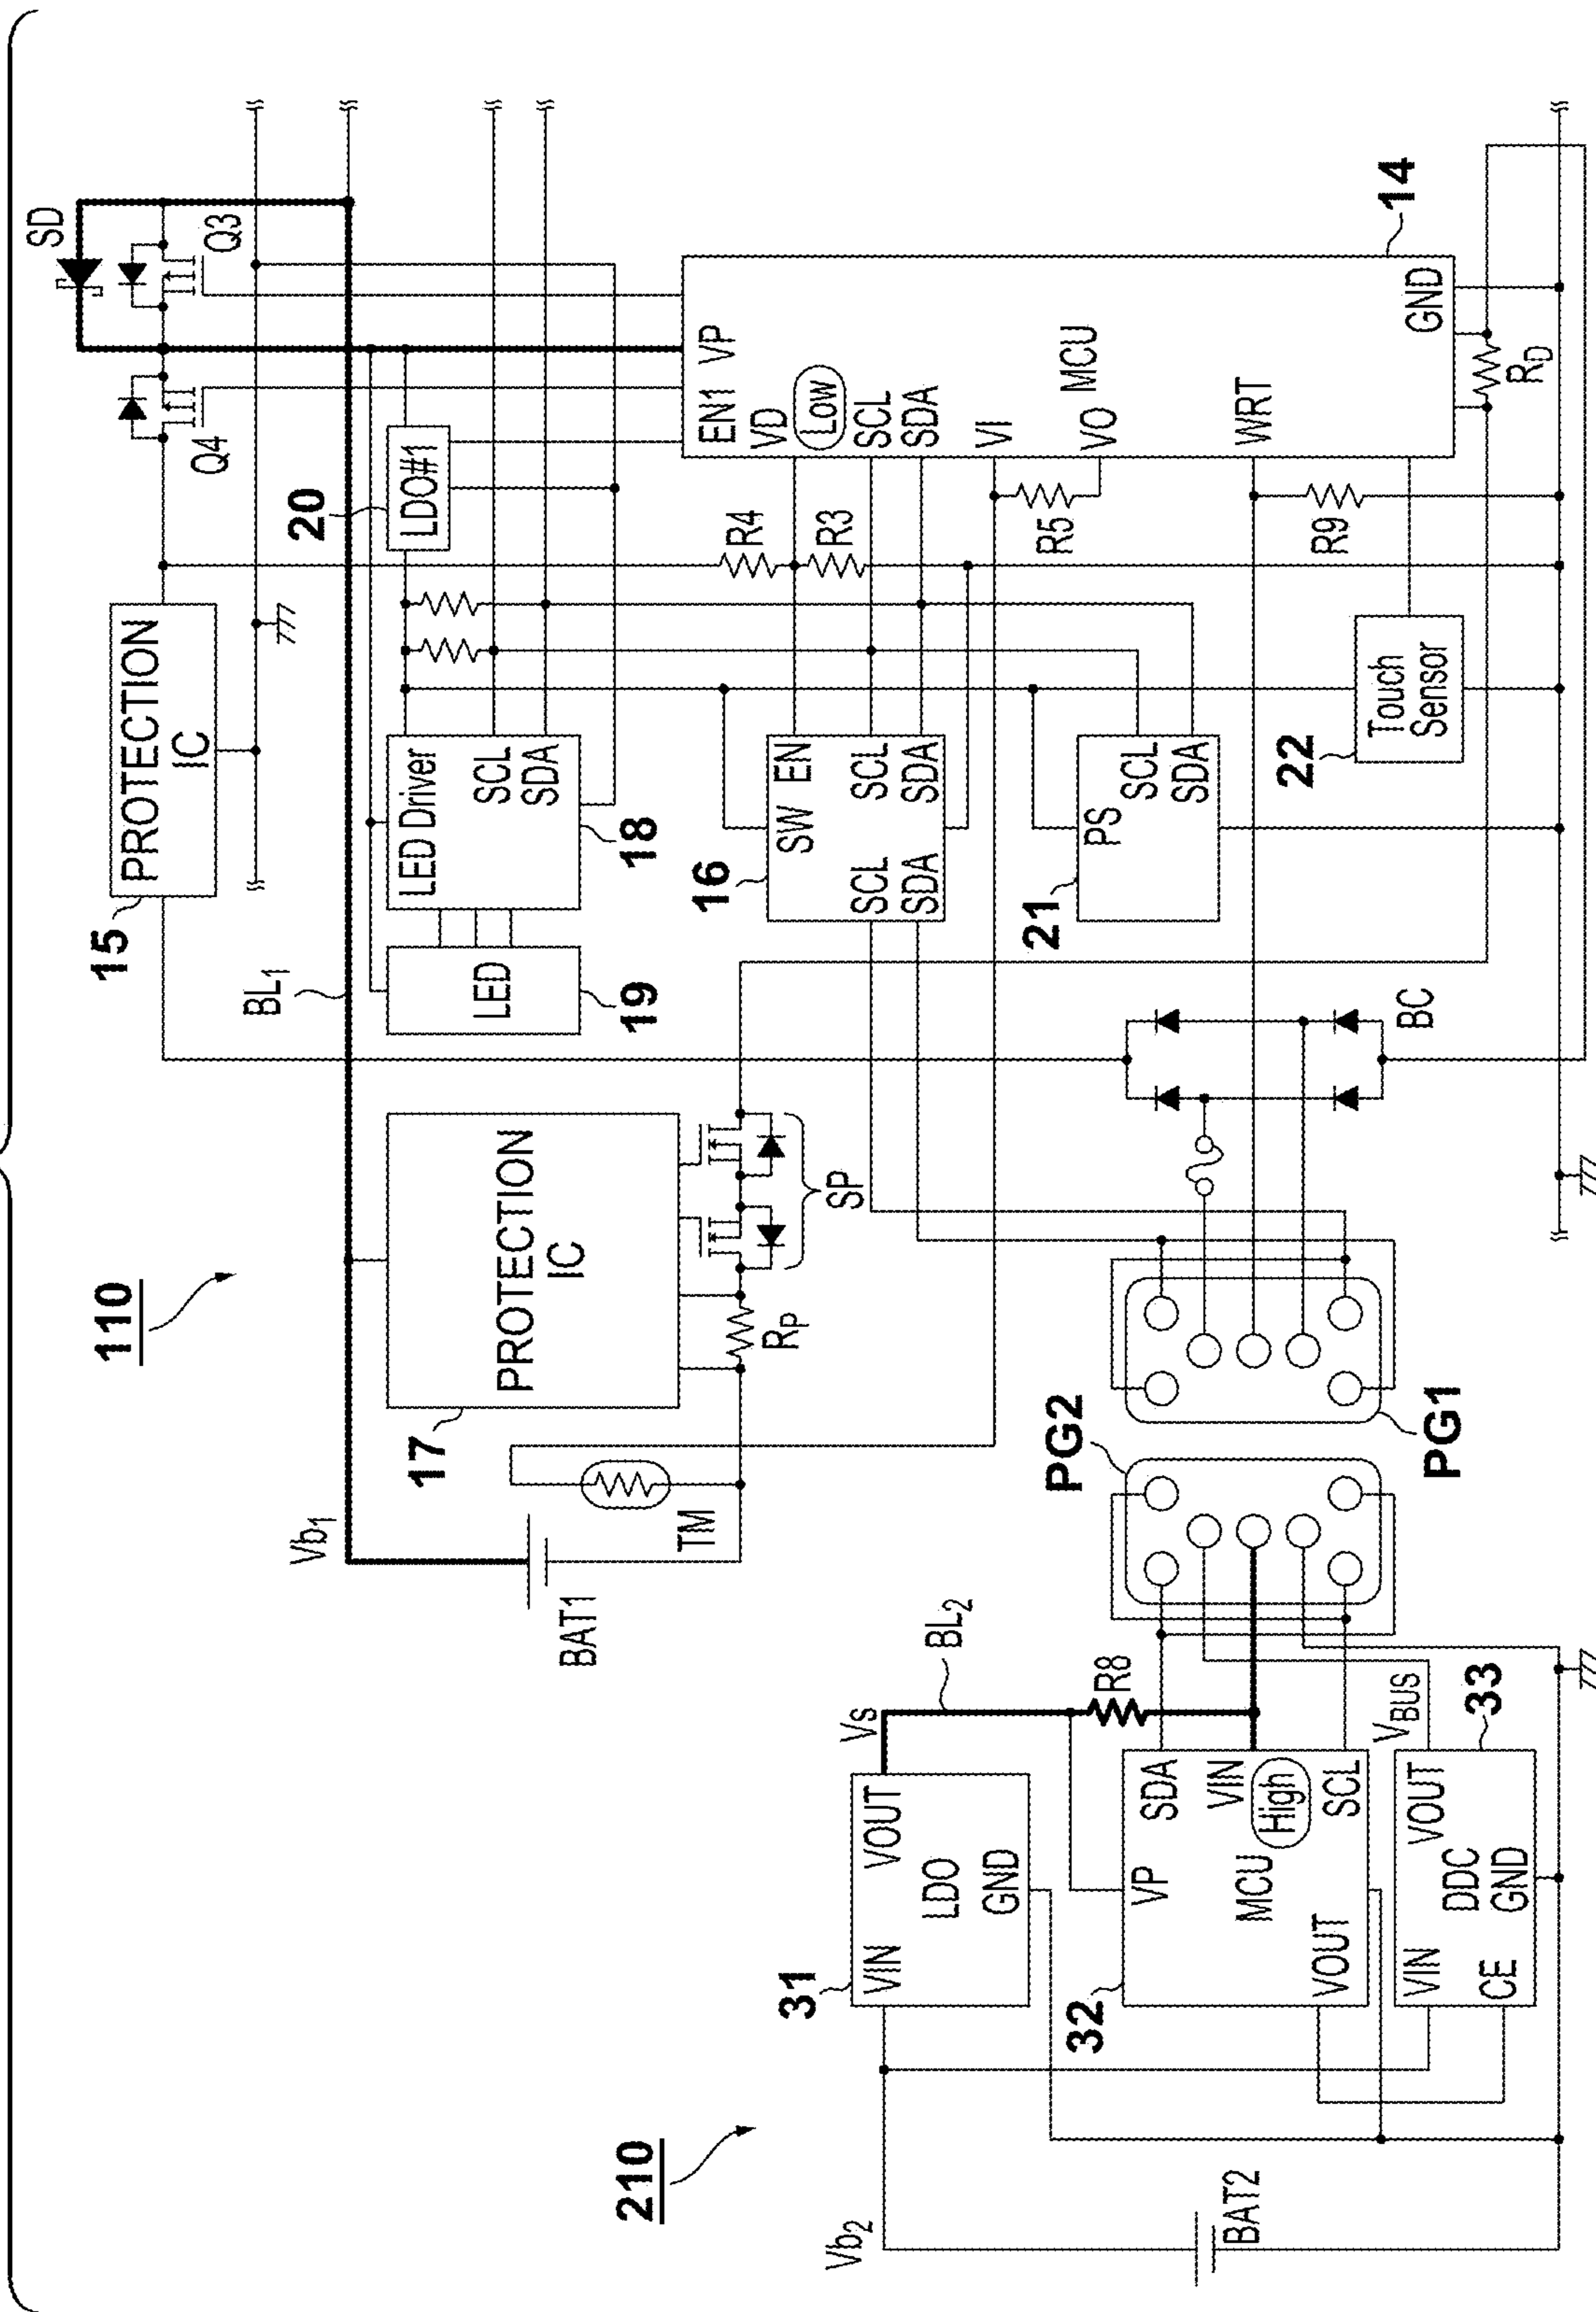 110
15
PROTECTION
IC
SD
Q3
Q4
BL1
Vb1
BAT1
TM
17
PROTECTION
IC
RP
SP
19
LED
18
LED Driver
SCL
SDA
20
LDO#1
R4
R3
16
SW
EN
SCL
SDA
SCL
SDA
21
PS
SCL
SDA
22
Touch
Sensor
R5
R9
14
MCU
EN1
VP
VD
Low
SCL
SDA
VI
VO
WRT
GND
RD
BC
PG1
PG2
210
Vb2
BAT2
31
VIN
LDO
VOUT
GND
Vs
BL2
R8
32
VP
MCU
SDA
VIN
High
SCL
VOUT
33
VBUS
VIN
CE
DDC
VOUT
GND